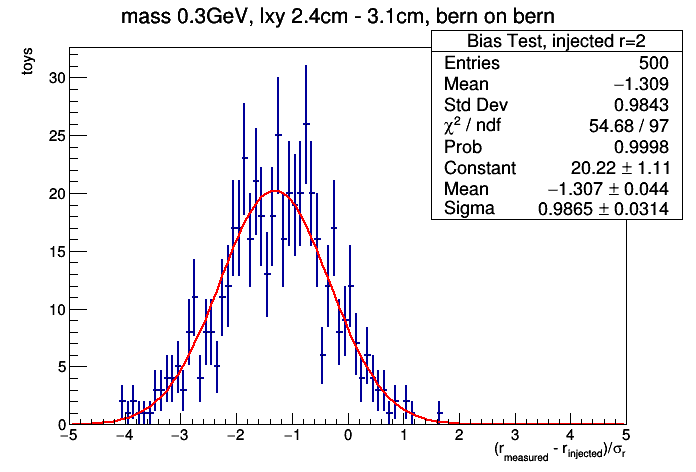 mass 0.3GeV, lxy 2.4cm - 3.1cm, bern on bern
Bias Test, injected r=2
Entries 500
Mean −1.309
Std Dev 0.9843
χ² / ndf 54.68 / 97
Prob 0.9998
Constant 20.22 ± 1.11
Mean −1.307 ± 0.044
Sigma 0.9865 ± 0.0314
toys
30
25
20
15
10
5
0
−5 −4 −3 −2 −1 0 1 2 3 4 5
(r_measured - r_injected)/σ_r